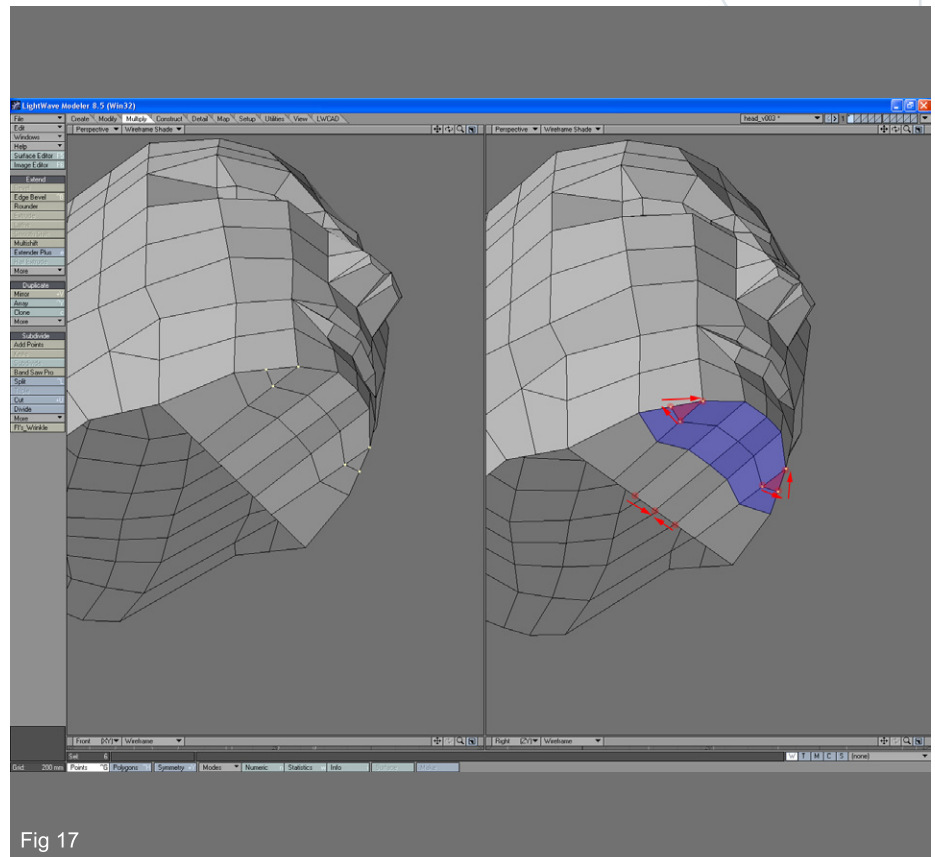 LightWave Modeler 8.5 (Win32)
File Create Modify Multiply Construct Detail Map Setup Utilities View LWCAD head_v003 * 1
Edit Perspective Wireframe Shade Perspective Wireframe Shade
Windows
Help
Surface Editor
Image Editor
Extend
Edge Bevel
Rounder
Multishift
Extender Plus
More
Duplicate
Mirror
Array
Clone
More
Subdivide
Add Points
Band Saw Pro
Split
Cut
Divide
More
FI's_Wrinkle
Front (XY) Wireframe Right (ZY) Wireframe
Sel: 6 W T M C S (none)
Grid: 200 mm Points ^G Polygons Symmetry Modes Numeric Statistics Info
Fig 17